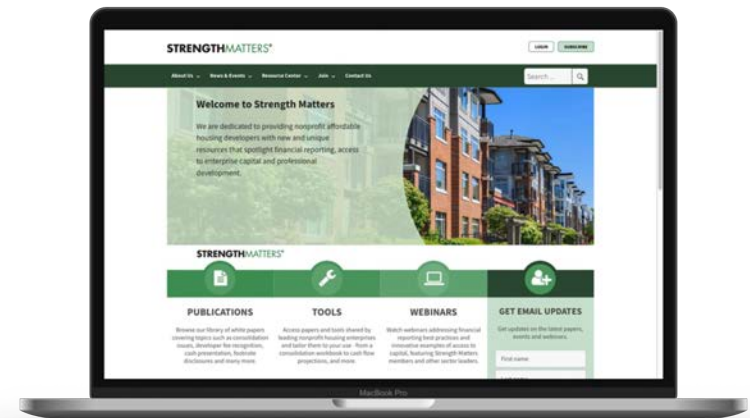 STRENGTHMATTERS®
LOGIN SUBSCRIBE
About Us News & Events Resource Center Join Contact Us Search ...
Welcome to Strength Matters
We are dedicated to providing nonprofit affordable
housing developers with new and unique
resources that spotlight financial reporting, access
to enterprise capital and professional
development.
STRENGTHMATTERS®
PUBLICATIONS
Browse our library of white papers
covering topics such as consolidation
issues, developer fee recognition,
cash presentation, footnote
disclosures and many more.
TOOLS
Access papers and tools shared by
leading nonprofit housing enterprises
and tailor them to your use - from a
consolidation workbook to cash flow
projections, and more.
WEBINARS
Watch webinars addressing financial
reporting best practices and
innovative examples of access to
capital, featuring Strength Matters
members and other sector leaders.
GET EMAIL UPDATES
Get updates on the latest papers,
events and webinars.
First name
MacBook Pro